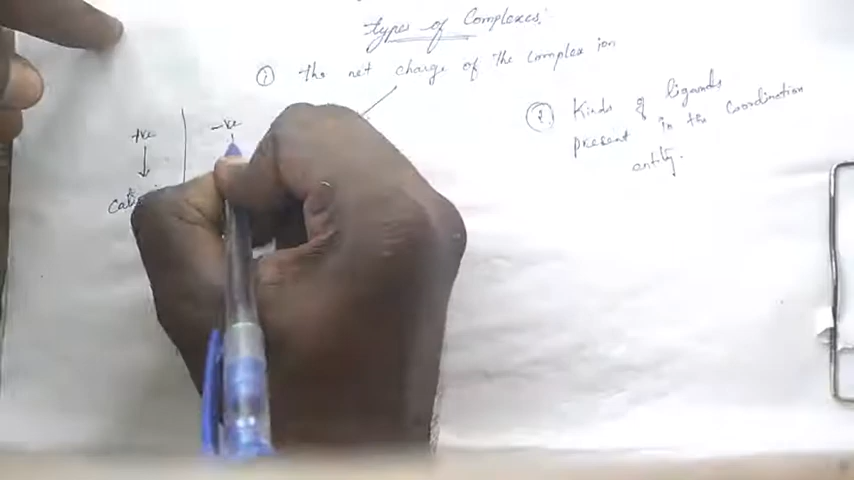 types of Complexes:
① The net charge of the complex ion
② Kinds of ligands
present in the coordination
entity.
+ve
-ve